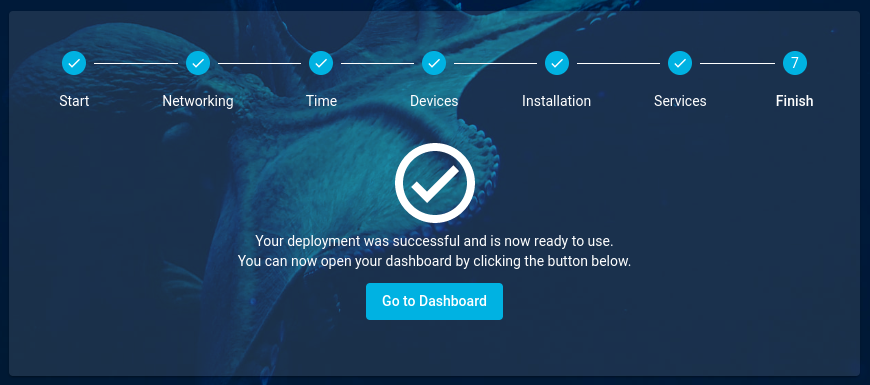 7
Start
Networking
Time
Devices
Installation
Services
Finish
Your deployment was successful and is now ready to use.
You can now open your dashboard by clicking the button below.
Go to Dashboard